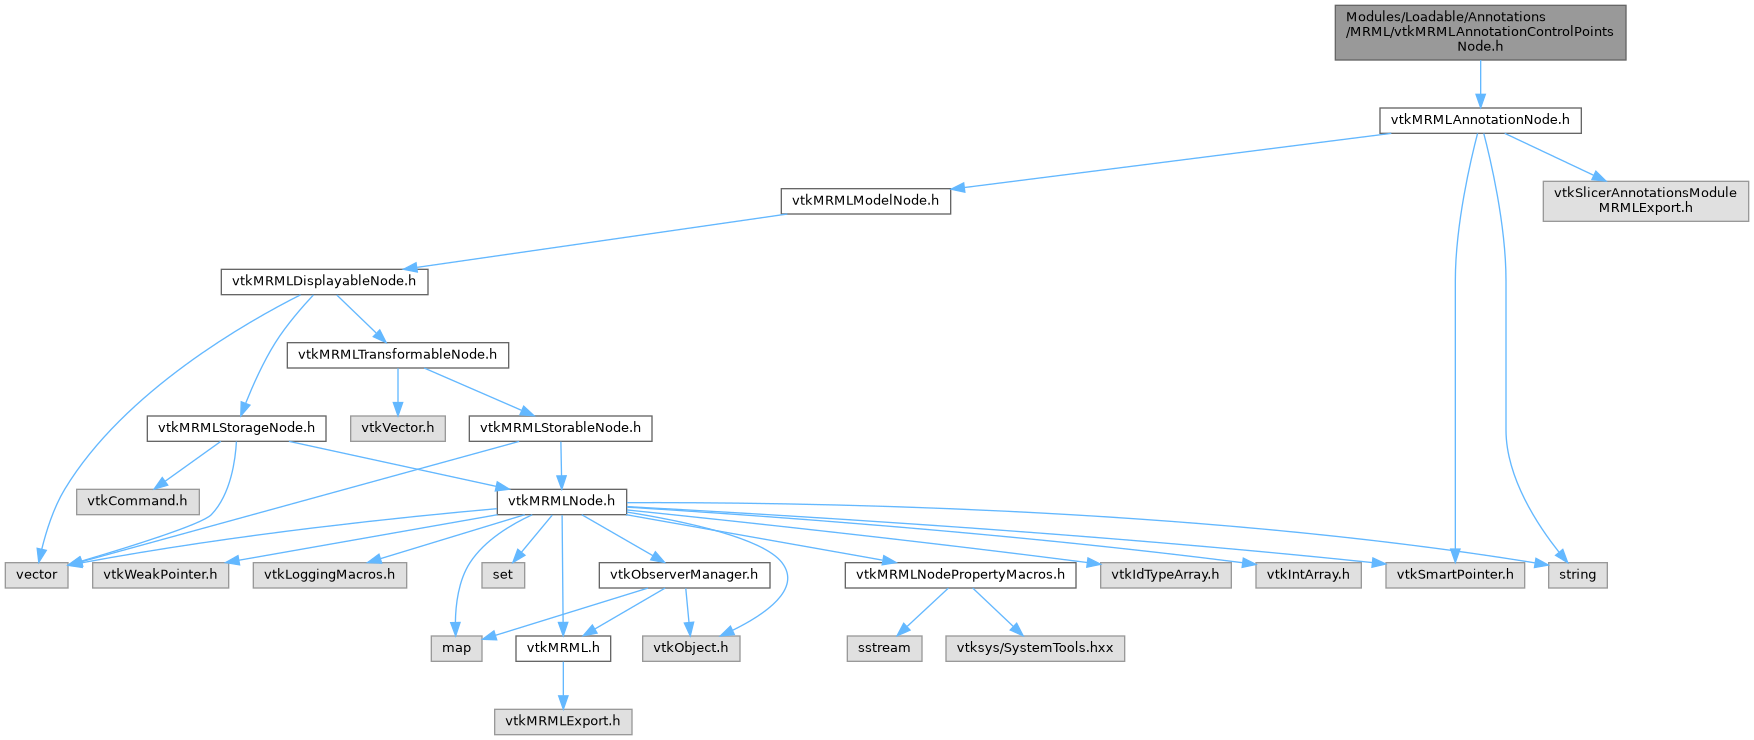 Modules/Loadable/Annotations
/MRML/vtkMRMLAnnotationControlPoints
Node.h
vtkMRMLAnnotationNode.h
vtkMRMLModelNode.h
vtkSlicerAnnotationsModule
MRMLExport.h
vtkMRMLDisplayableNode.h
vtkMRMLTransformableNode.h
vtkMRMLStorageNode.h
vtkVector.h
vtkMRMLStorableNode.h
vtkCommand.h
vtkMRMLNode.h
vector
vtkWeakPointer.h
vtkLoggingMacros.h
set
vtkObserverManager.h
vtkMRMLNodePropertyMacros.h
vtkIdTypeArray.h
vtkIntArray.h
vtkSmartPointer.h
string
map
vtkMRML.h
vtkObject.h
sstream
vtksys/SystemTools.hxx
vtkMRMLExport.h